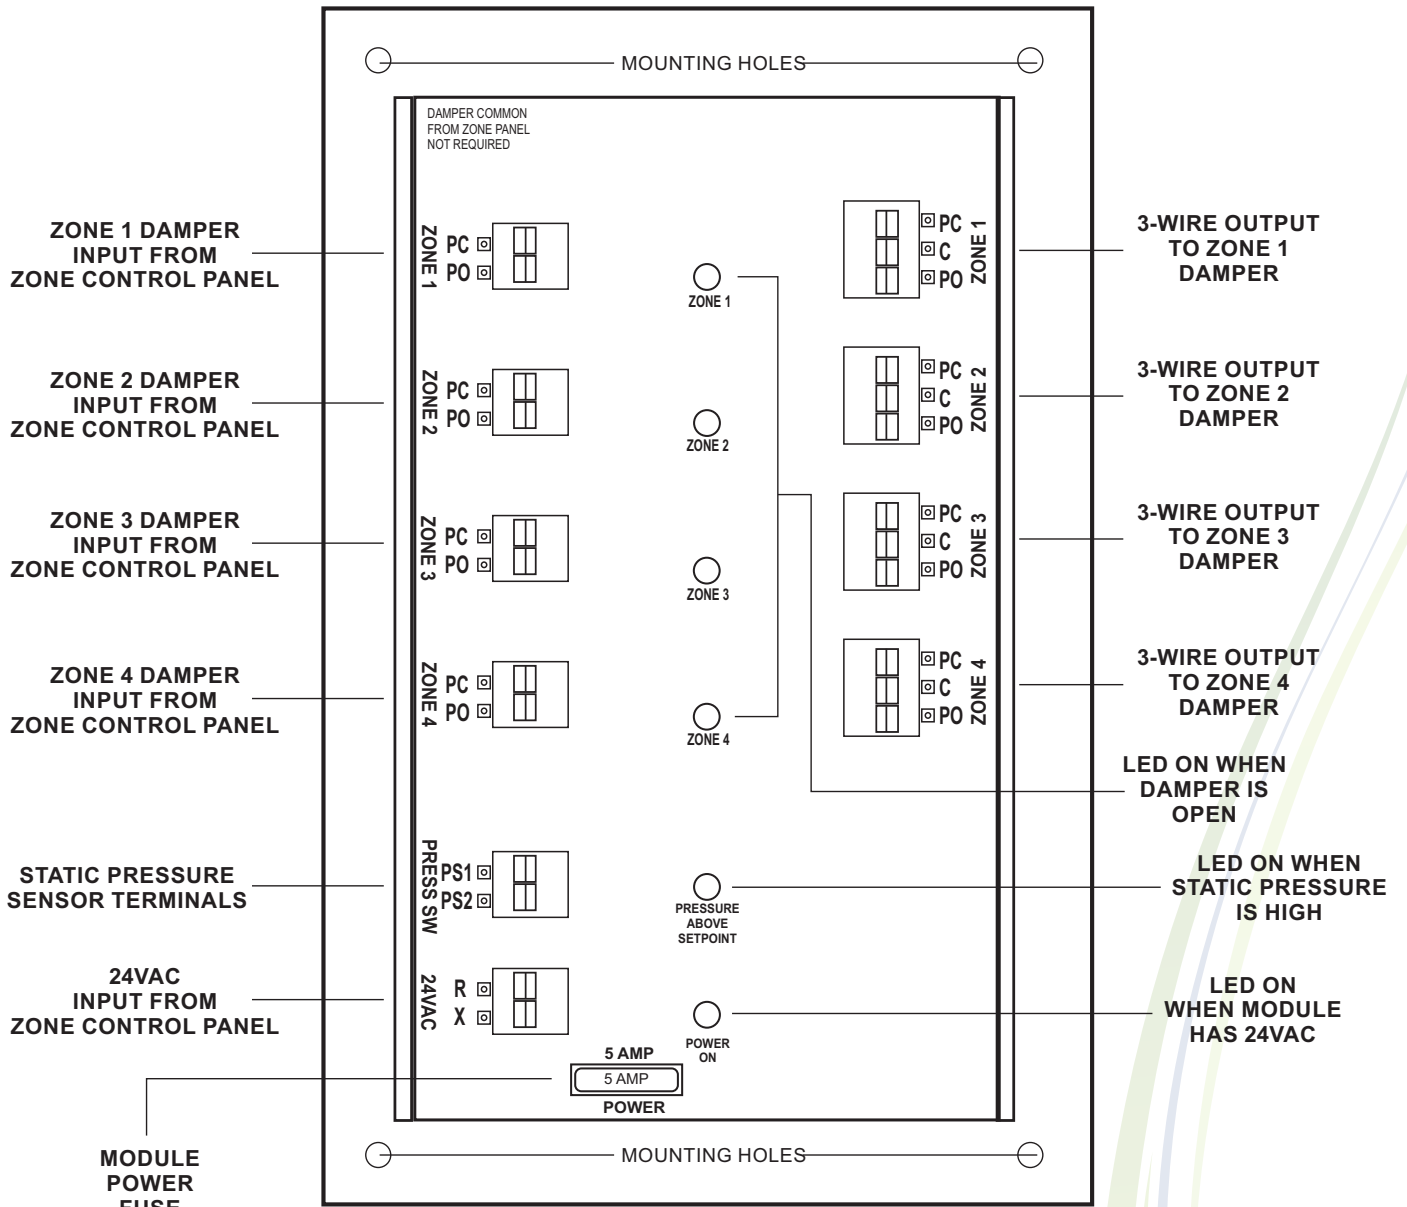 MOUNTING HOLES
DAMPER COMMON
FROM ZONE PANEL
NOT REQUIRED
ZONE 1 DAMPER
INPUT FROM
ZONE CONTROL PANEL
ZONE 1
PC
PO
ZONE 1
PC
C
PO
ZONE 1
3-WIRE OUTPUT
TO ZONE 1
DAMPER
ZONE 2 DAMPER
INPUT FROM
ZONE CONTROL PANEL
ZONE 2
PC
PO
ZONE 2
PC
C
PO
ZONE 2
3-WIRE OUTPUT
TO ZONE 2
DAMPER
ZONE 3 DAMPER
INPUT FROM
ZONE CONTROL PANEL
ZONE 3
PC
PO
ZONE 3
PC
C
PO
ZONE 3
3-WIRE OUTPUT
TO ZONE 3
DAMPER
ZONE 4 DAMPER
INPUT FROM
ZONE CONTROL PANEL
ZONE 4
PC
PO
ZONE 4
PC
C
PO
ZONE 4
3-WIRE OUTPUT
TO ZONE 4
DAMPER
LED ON WHEN
DAMPER IS
OPEN
STATIC PRESSURE
SENSOR TERMINALS
PRESS SW
PS1
PS2
PRESSURE
ABOVE
SETPOINT
LED ON WHEN
STATIC PRESSURE
IS HIGH
24VAC
INPUT FROM
ZONE CONTROL PANEL
24VAC
R
X
POWER
ON
LED ON
WHEN MODULE
HAS 24VAC
5 AMP
5 AMP
POWER
MODULE
POWER
FUSE
MOUNTING HOLES